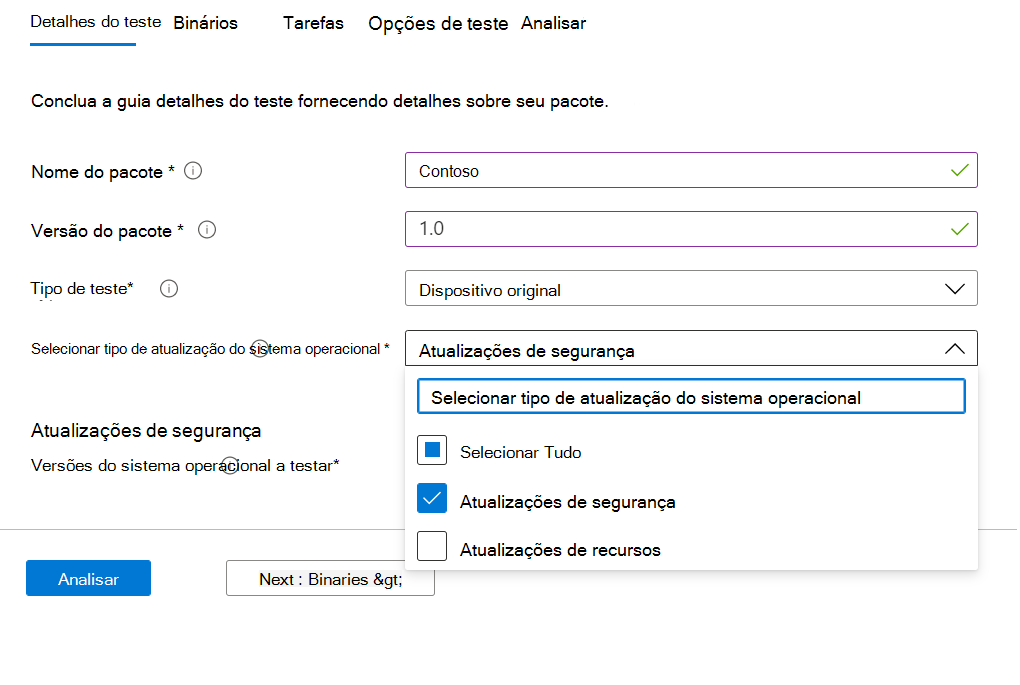 Detalhes do teste Binários Tarefas Opções de teste Analisar
Conclua a guia detalhes do teste fornecendo detalhes sobre seu pacote.
Nome do pacote * Contoso
Versão do pacote * 1.0
Tipo de teste* Dispositivo original
Selecionar tipo de atualização do sistema operacional * Atualizações de segurança
Selecionar tipo de atualização do sistema operacional
Selecionar Tudo
Atualizações de segurança
Atualizações de recursos
Atualizações de segurança
Versões do sistema operacional a testar*
Analisar Next : Binaries &gt;